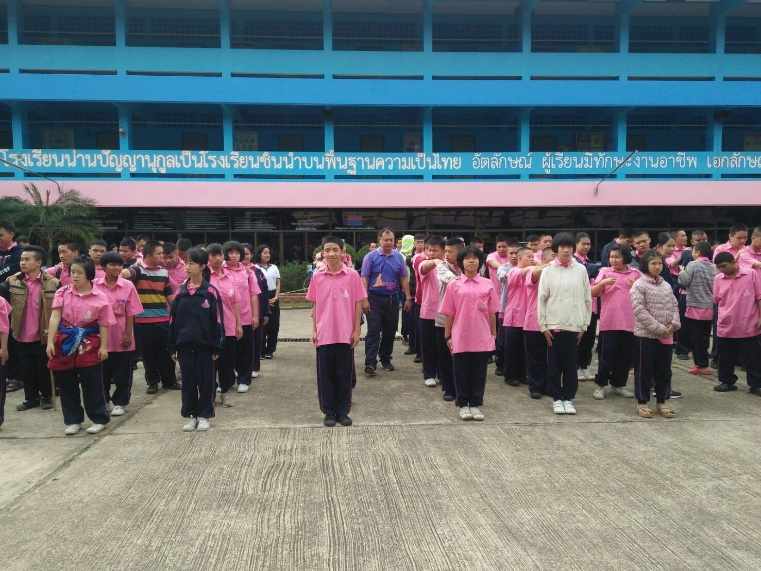 โรงเรียนน่านปัญญานุกูลเป็นโรงเรียนชั้นนำบนพื้นฐานความเป็นไทย อัตลักษณ์ ผู้เรียนมีทักษะงานอาชีพ เอกลักษ